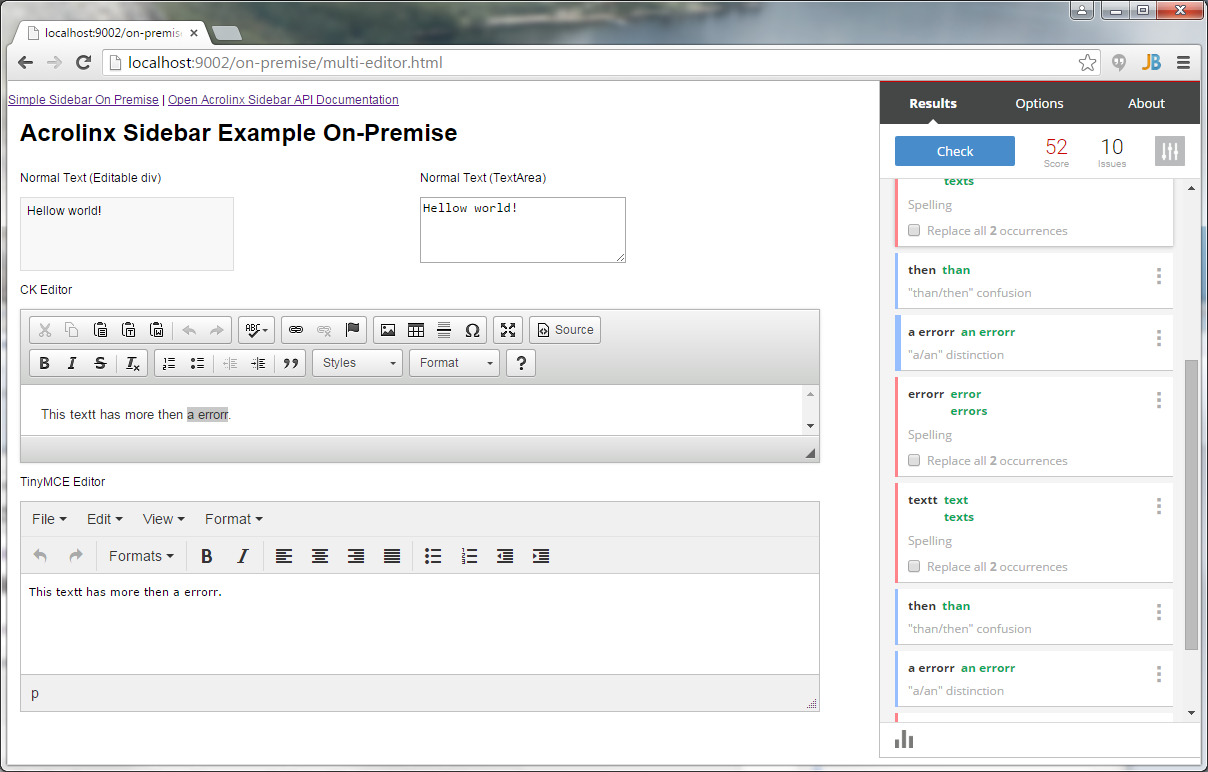 localhost:9002/on-premis
localhost:9002/on-premise/multi-editor.html
JB
Simple Sidebar On Premise | Open Acrolinx Sidebar API Documentation
Acrolinx Sidebar Example On-Premise
Normal Text (Editable div)
Normal Text (TextArea)
Hellow world!
Hellow world!
CK Editor
ABC
Source
B I S Ix
Styles
Format
?
This textt has more then a errorr.
TinyMCE Editor
File Edit View Format
Formats B I
This textt has more then a errorr.
p
Results Options About
Check
52
Score
10
Issues
texts
Spelling
Replace all 2 occurrences
then than
"than/then" confusion
a errorr an errorr
"a/an" distinction
errorr error
errors
Spelling
Replace all 2 occurrences
textt text
texts
Spelling
Replace all 2 occurrences
then than
"than/then" confusion
a errorr an errorr
"a/an" distinction